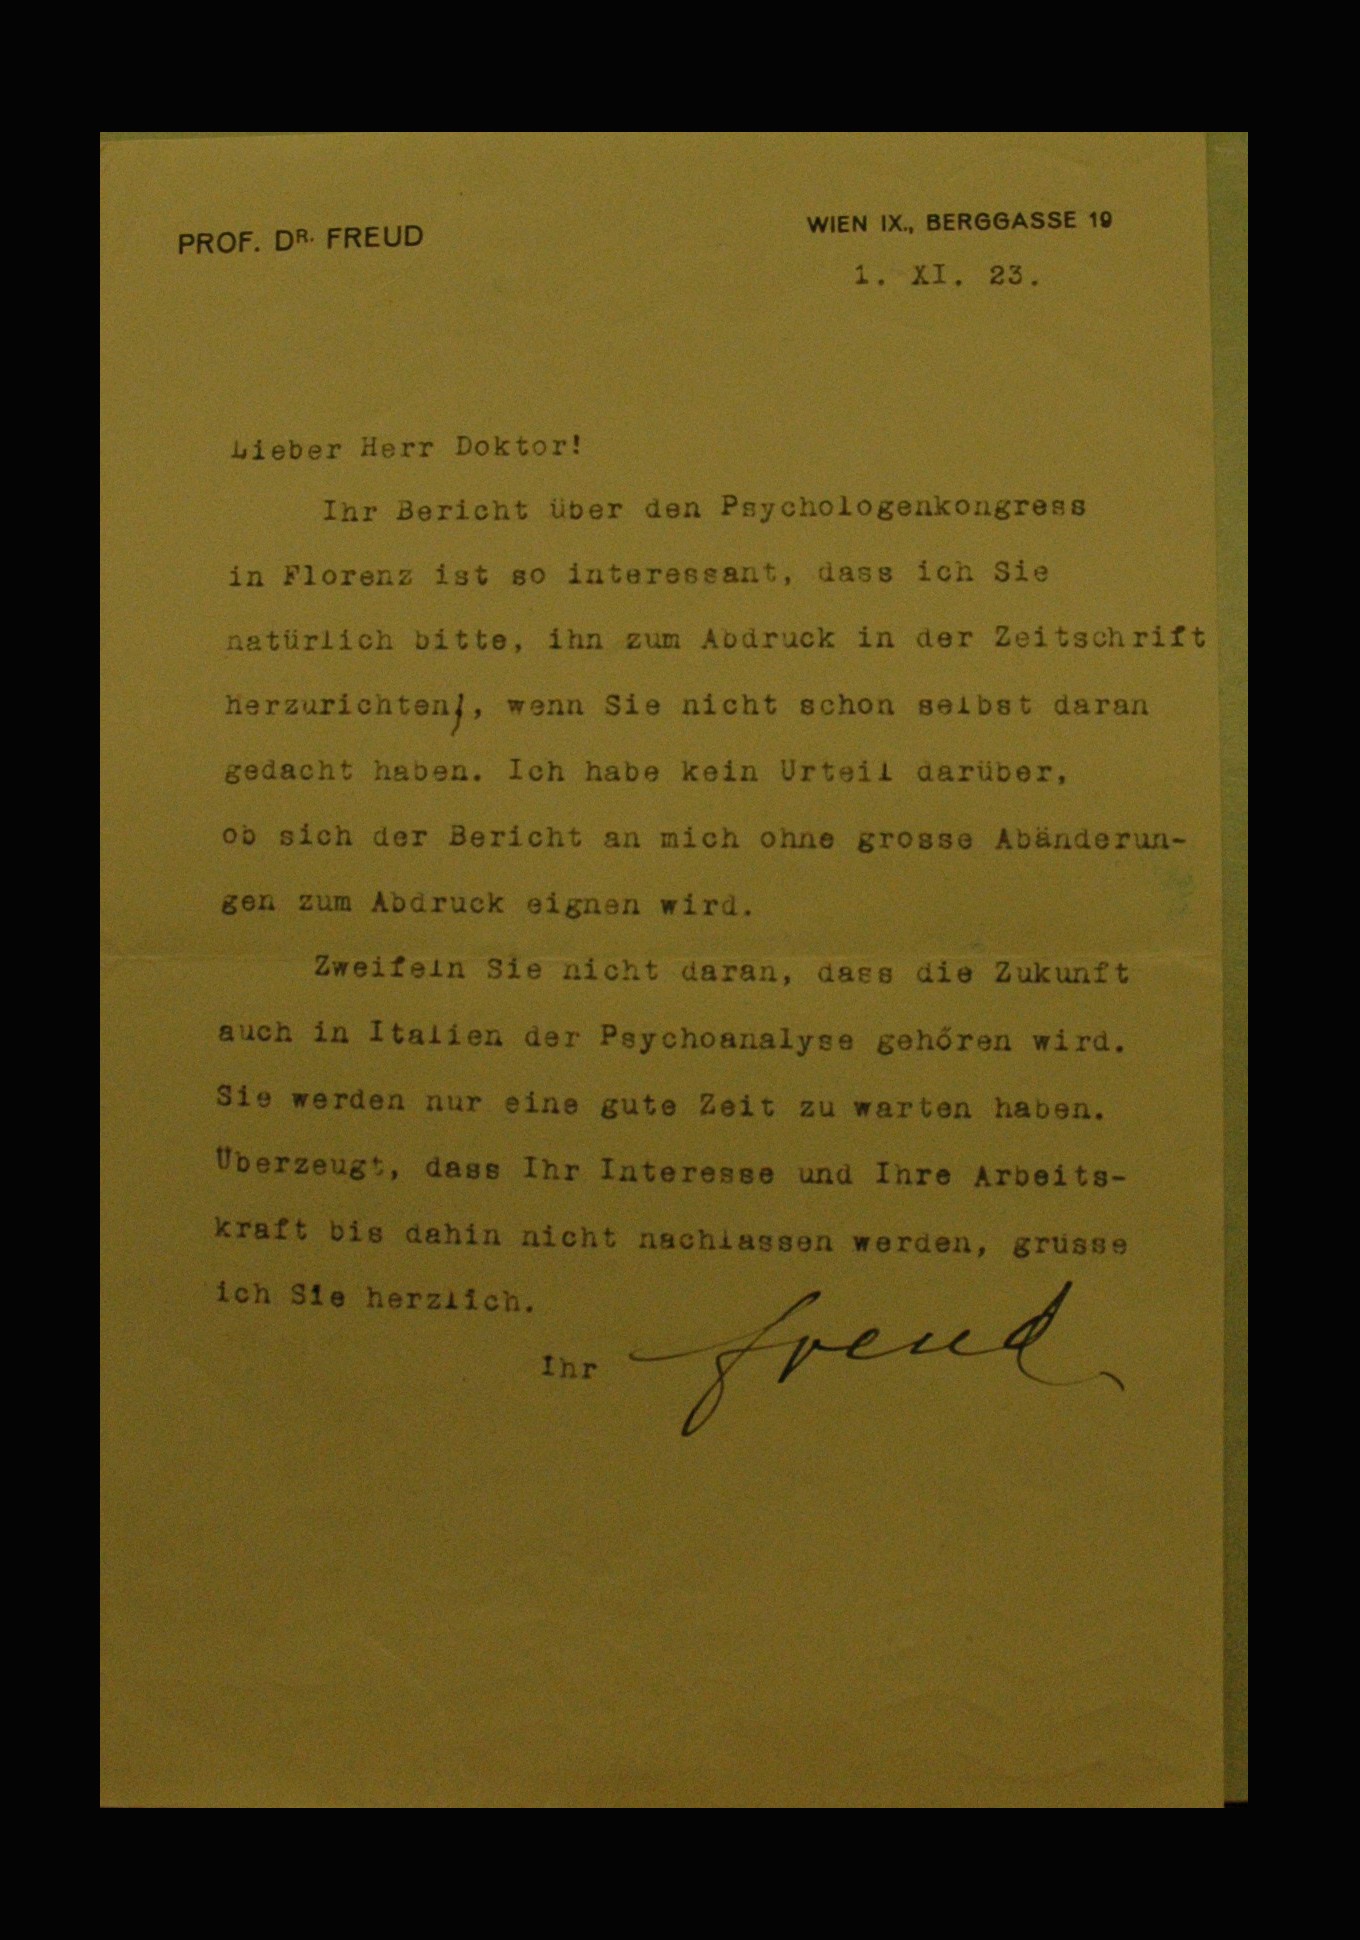 PROF. DR. FREUD
WIEN IX., BERGGASSE 19
1. XI. 23.
Lieber Herr Doktor!
Ihr Bericht über den Psychologenkongress
in Florenz ist so interessant, dass ich Sie
natürlich bitte, ihn zum Abdruck in der Zeitschrift
herzurichten, wenn Sie nicht schon selbst daran
gedacht haben. Ich habe kein Urteil darüber,
ob sich der Bericht an mich ohne grosse Abänderun-
gen zum Abdruck eignen wird.
Zweifeln Sie nicht daran, dass die Zukunft
auch in Italien der Psychoanalyse gehören wird.
Sie werden nur eine gute Zeit zu warten haben.
Überzeugt, dass Ihr Interesse und Ihre Arbeits-
kraft bis dahin nicht nachlassen werden, grüsse
ich Sie herzlich.
Ihr Freud